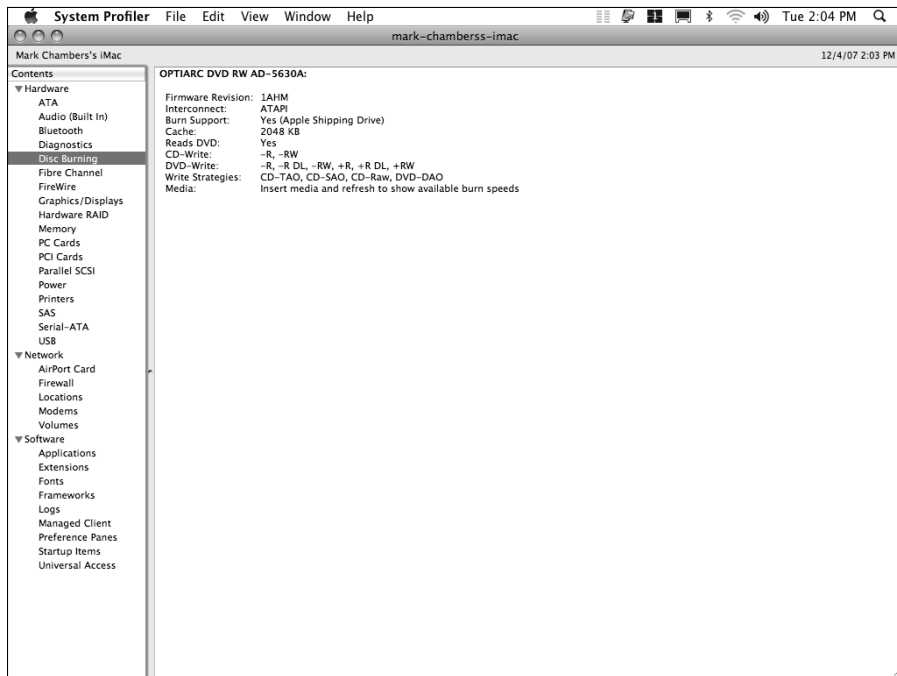 System Profiler File Edit View Window Help Tue 2:04 PM
mark-chamberss-imac
Mark Chambers's iMac 12/4/07 2:03 PM
Contents
Hardware
ATA
Audio (Built In)
Bluetooth
Diagnostics
Disc Burning
Fibre Channel
FireWire
Graphics/Displays
Hardware RAID
Memory
PC Cards
PCI Cards
Parallel SCSI
Power
Printers
SAS
Serial-ATA
USB
Network
AirPort Card
Firewall
Locations
Modems
Volumes
Software
Applications
Extensions
Fonts
Frameworks
Logs
Managed Client
Preference Panes
Startup Items
Universal Access
OPTIARC DVD RW AD-5630A:
Firmware Revision: 1AHM
Interconnect: ATAPI
Burn Support: Yes (Apple Shipping Drive)
Cache: 2048 KB
Reads DVD: Yes
CD-Write: -R, -RW
DVD-Write: -R, -R DL, -RW, +R, +R DL, +RW
Write Strategies: CD-TAO, CD-SAO, CD-Raw, DVD-DAO
Media: Insert media and refresh to show available burn speeds